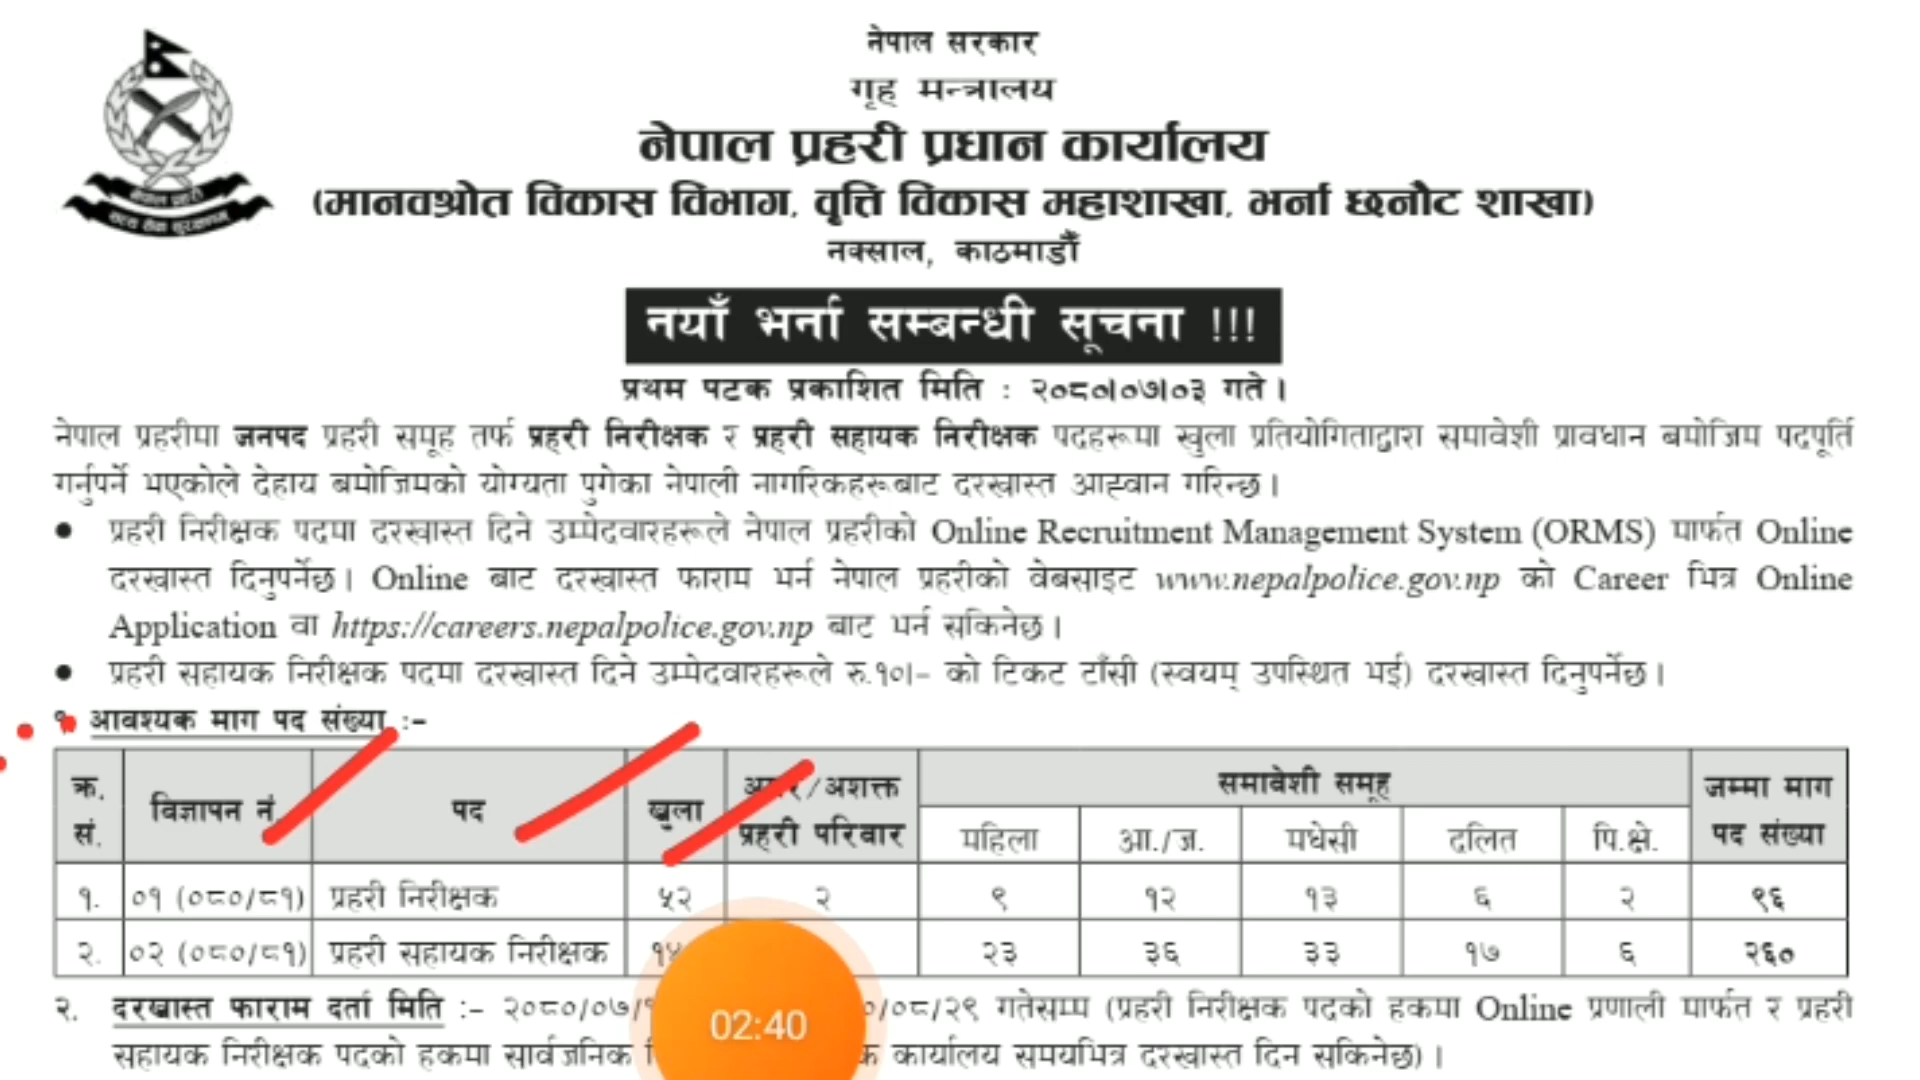 नेपाल सरकार
गृह मन्त्रालय
नेपाल प्रहरी प्रधान कार्यालय
(मानवश्रोत विकास विभाग, वृत्ति विकास महाशाखा, भर्ना छनौट शाखा)
नक्साल, काठमाडौं
नेपाल प्रहरी
सत्य सेवा सुरक्षणम्
नयाँ भर्ना सम्बन्धी सूचना !!!
प्रथम पटक प्रकाशित मिति : २०८०।०७।०३ गते ।
नेपाल प्रहरीमा जनपद प्रहरी समूह तर्फ प्रहरी निरीक्षक र प्रहरी सहायक निरीक्षक पदहरूमा खुला प्रतियोगिताद्वारा समावेशी प्रावधान बमोजिम पदपूर्ति
गर्नुपर्ने भएकोले देहाय बमोजिमको योग्यता पुगेका नेपाली नागरिकहरूबाट दरखास्त आह्वान गरिन्छ ।
● प्रहरी निरीक्षक पदमा दरखास्त दिने उम्मेदवारहरूले नेपाल प्रहरीको Online Recruitment Management System (ORMS) मार्फत Online
दरखास्त दिनुपर्नेछ । Online बाट दरखास्त फाराम भर्न नेपाल प्रहरीको वेबसाइट www.nepalpolice.gov.np को Career भित्र Online
Application वा https://careers.nepalpolice.gov.np बाट भर्न सकिनेछ ।
● प्रहरी सहायक निरीक्षक पदमा दरखास्त दिने उम्मेदवारहरूले रु.१०।– को टिकट टाँसी (स्वयम् उपस्थित भई) दरखास्त दिनुपर्नेछ ।
आवश्यक माग पद संख्या :–
क्र. सं. विज्ञापन नं पद खुला /अशक्त प्रहरी परिवार समावेशी समूह जम्मा माग पद संख्या
महिला आ./ज. मधेसी दलित पि.क्षे.
१. ०१ (०८०/८१) प्रहरी निरीक्षक ५२ २ ९ १२ १३ ६ २ ९६
२. ०२ (०८०/८१) प्रहरी सहायक निरीक्षक २३ ३६ ३३ १७ ६ २६०
२. दरखास्त फाराम दर्ता मिति :– २०८०/०७/ ०/०८/२९ गतेसम्म (प्रहरी निरीक्षक पदको हकमा Online प्रणाली मार्फत र प्रहरी
सहायक निरीक्षक पदको हकमा सार्वजनिक कार्यालय समयभित्र दरखास्त दिन सकिनेछ) ।
02:40